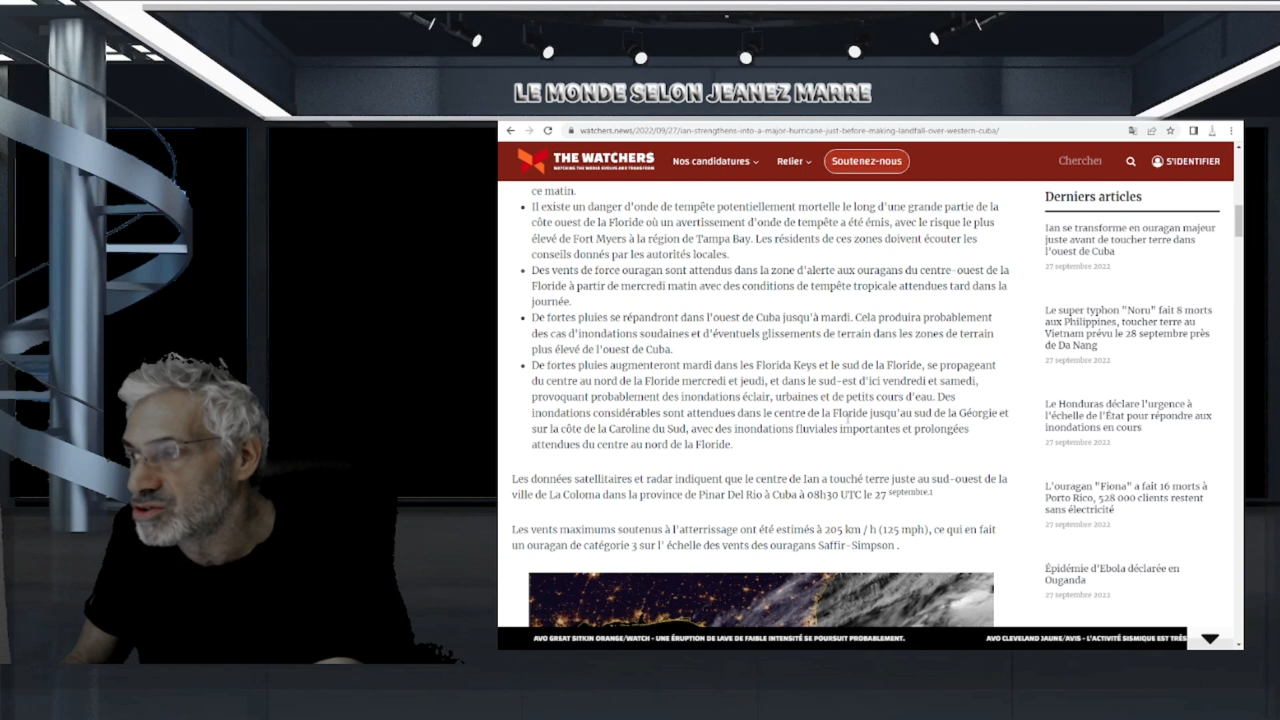 LE MONDE SELON JEANEZ MARRE
watchers.news/2022/09/27/ian-strengthens-into-a-major-hurricane-just-before-making-landfall-over-western-cuba/
THE WATCHERS
WATCHING THE WORLD EVOLVE AND TRANSFORM
Nos candidatures
Relier
Soutenez-nous
Cherchei
S'IDENTIFIER
ce matin.
• Il existe un danger d'onde de tempête potentiellement mortelle le long d'une grande partie de la
côte ouest de la Floride où un avertissement d'onde de tempête a été émis, avec le risque le plus
élevé de Fort Myers à la région de Tampa Bay. Les résidents de ces zones doivent écouter les
conseils donnés par les autorités locales.
• Des vents de force ouragan sont attendus dans la zone d'alerte aux ouragans du centre-ouest de la
Floride à partir de mercredi matin avec des conditions de tempête tropicale attendues tard dans la
journée.
• De fortes pluies se répandront dans l'ouest de Cuba jusqu'à mardi. Cela produira probablement
des cas d'inondations soudaines et d'éventuels glissements de terrain dans les zones de terrain
plus élevé de l'ouest de Cuba.
• De fortes pluies augmenteront mardi dans les Florida Keys et le sud de la Floride, se propageant
du centre au nord de la Floride mercredi et jeudi, et dans le sud-est d'ici vendredi et samedi,
provoquant probablement des inondations éclair, urbaines et de petits cours d'eau. Des
inondations considérables sont attendues dans le centre de la Floride jusqu'au sud de la Géorgie et
sur la côte de la Caroline du Sud, avec des inondations fluviales importantes et prolongées
attendues du centre au nord de la Floride.
Les données satellitaires et radar indiquent que le centre de Ian a touché terre juste au sud-ouest de la
ville de La Coloma dans la province de Pinar Del Rio à Cuba à 08h30 UTC le 27 septembre.1
Les vents maximums soutenus à l'atterrissage ont été estimés à 205 km / h (125 mph), ce qui en fait
un ouragan de catégorie 3 sur l' échelle des vents des ouragans Saffir-Simpson .
Derniers articles
Ian se transforme en ouragan majeur
juste avant de toucher terre dans
l'ouest de Cuba
27 septembre 2022
Le super typhon "Noru" fait 8 morts
aux Philippines, toucher terre au
Vietnam prévu le 28 septembre près
de Da Nang
27 septembre 2022
Le Honduras déclare l'urgence à
l'échelle de l'État pour répondre aux
inondations en cours
27 septembre 2022
L'ouragan "Fiona" a fait 16 morts à
Porto Rico, 528 000 clients restent
sans électricité
27 septembre 2022
Épidémie d'Ebola déclarée en
Ouganda
27 septembre 2022
AVO GREAT SITKIN ORANGE/WATCH - UNE ÉRUPTION DE LAVE DE FAIBLE INTENSITÉ SE POURSUIT PROBABLEMENT.
AVO CLEVELAND JAUNE/AVIS - L'ACTIVITÉ SISMIQUE EST TRÈS